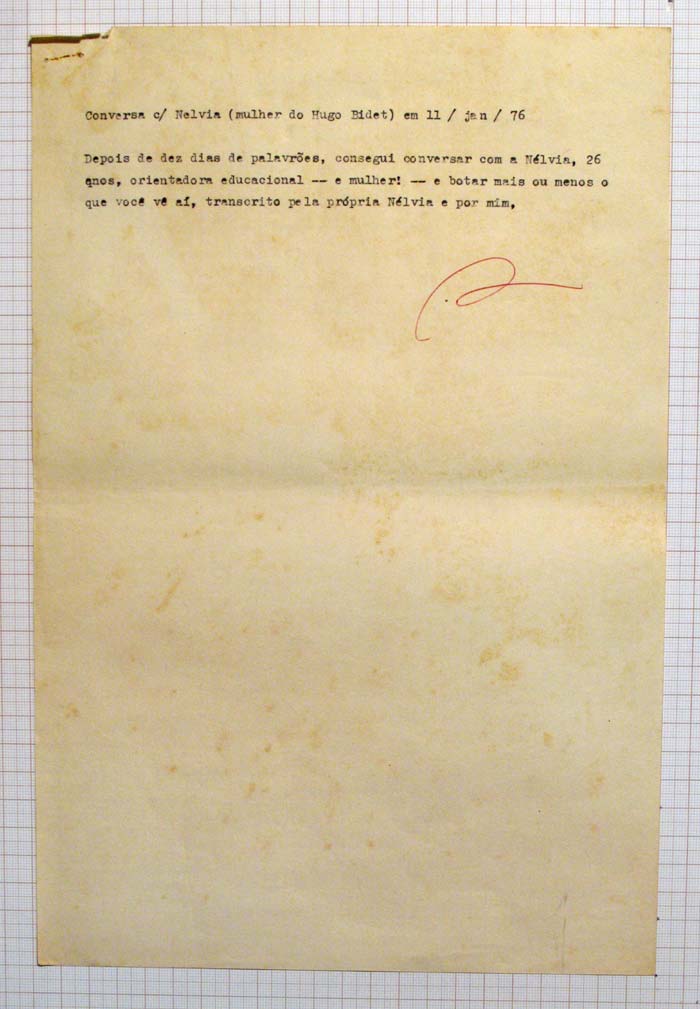 Conversa c/ Nelvia (mulher do Hugo Bidet) em 11 / jan / 76
Depois de dez dias de palavrões, consegui conversar com a Nélvia, 26
anos, orientadora educacional -- e mulher! -- e botar mais ou menos o
que você vê aí, transcrito pela própria Nélvia e por mim,